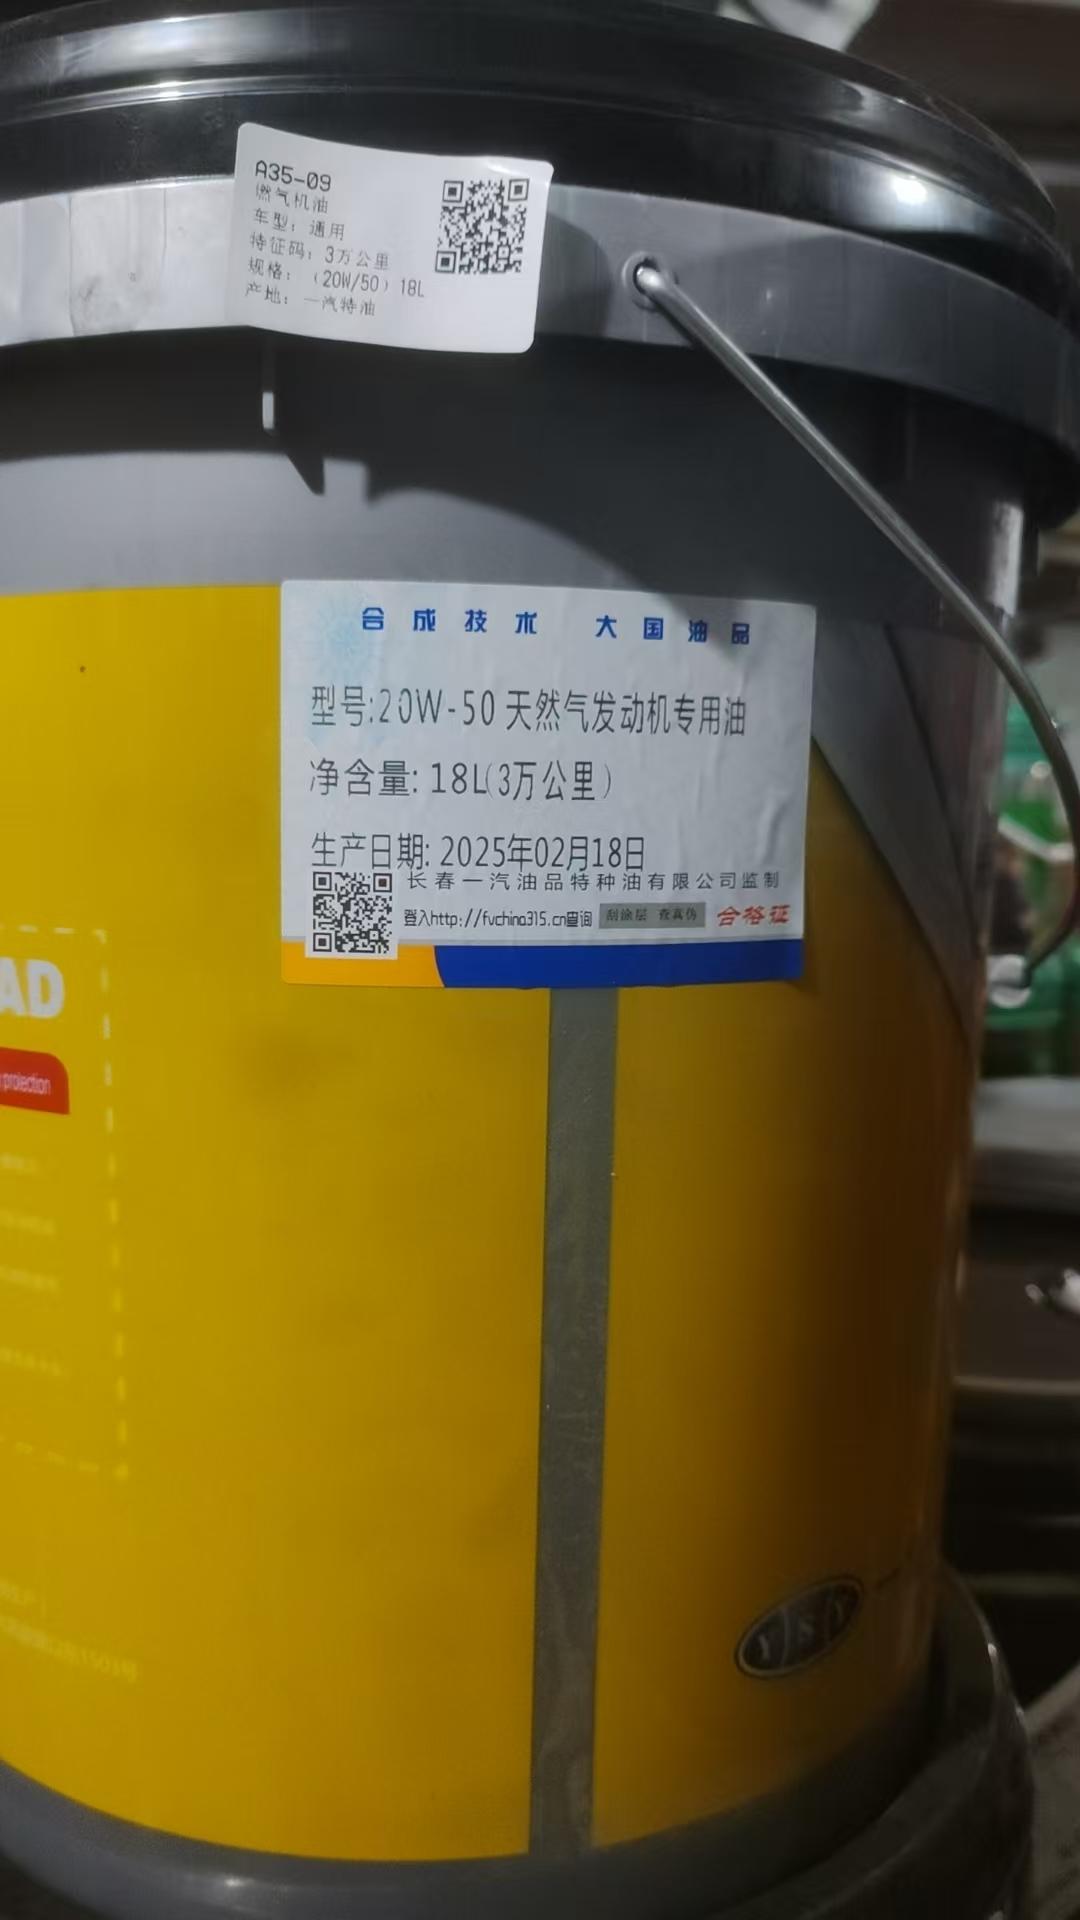 A35-09
燃气机油
车型：通用
特征码：3万公里
规格：（20W/50）18L
产地：一汽特油
合成技术 大国油品
型号:20W-50天然气发动机专用油
净含量: 18L(3万公里)
生产日期: 2025年02月18日
长春一汽油品特种油有限公司监制
登入http://fvchina315.cn查询 刮涂层 查真伪 合格证
AD
protection
YSY